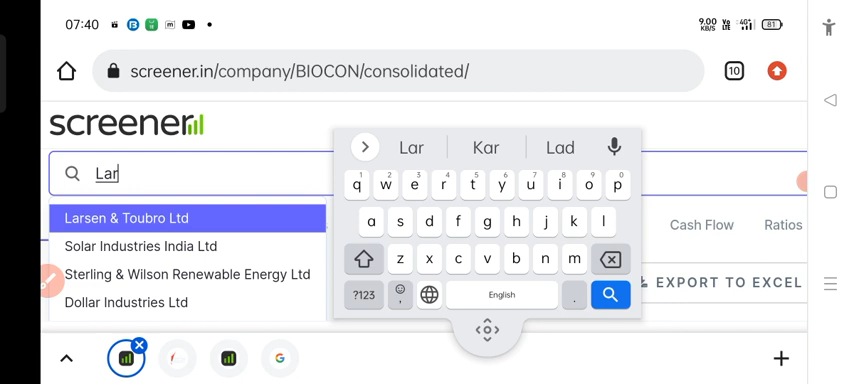 07:40
9.00 KB/S Vo LTE 4G+ 81
screener.in/company/BIOCON/consolidated/
10
screener
Lar
Larsen & Toubro Ltd
Solar Industries India Ltd
Sterling & Wilson Renewable Energy Ltd
Dollar Industries Ltd
Cash Flow Ratios
EXPORT TO EXCEL
Lar Kar Lad
1 2 3 4 5 6 7 8 9 0
q w e r t y u i o p
a s d f g h j k l
z x c v b n m
?123 , English .